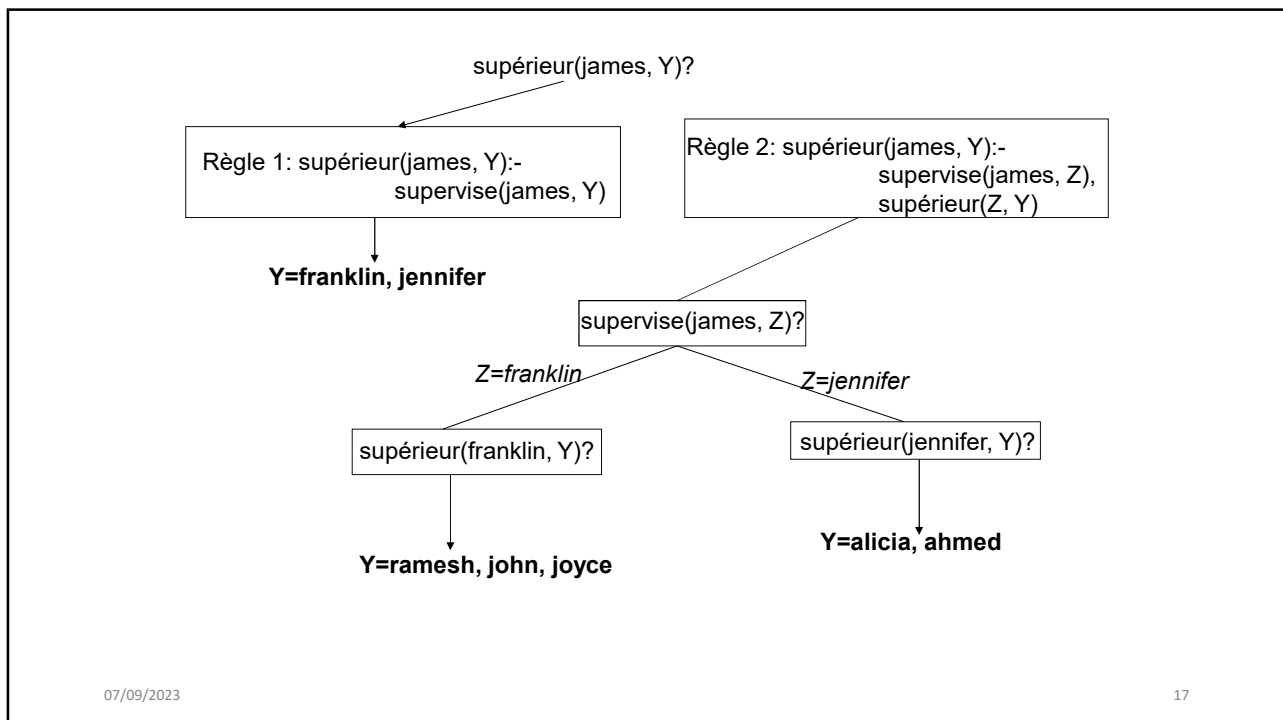 supérieur(james, Y)?
Règle 1: supérieur(james, Y):-
supervise(james, Y)
Règle 2: supérieur(james, Y):-
supervise(james, Z),
supérieur(Z, Y)
Y=franklin, jennifer
supervise(james, Z)?
Z=franklin
Z=jennifer
supérieur(franklin, Y)?
supérieur(jennifer, Y)?
Y=ramesh, john, joyce
Y=alicia, ahmed
07/09/2023
17